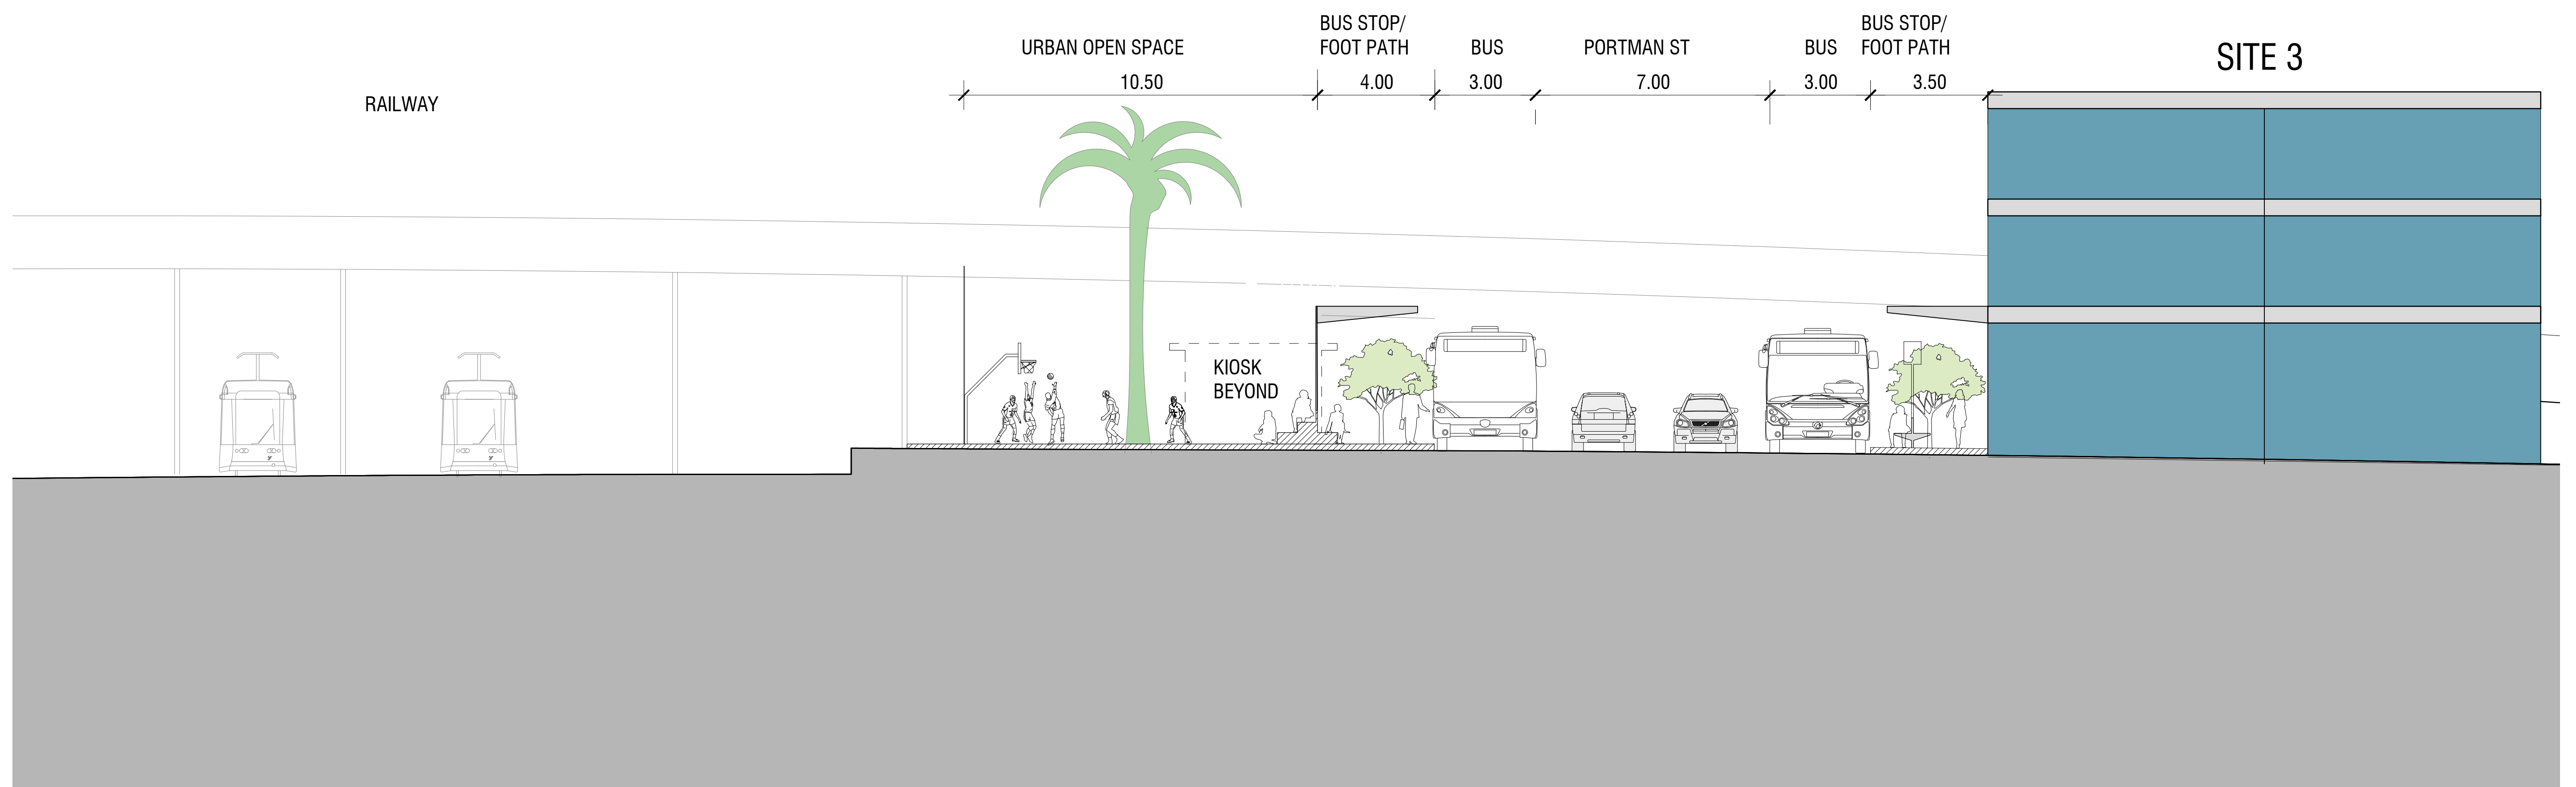 BUS STOP/
FOOT PATH
BUS STOP/
FOOT PATH
URBAN OPEN SPACE
BUS
PORTMAN ST
BUS
SITE 3
10.50
4.00
3.00
7.00
3.00
3.50
RAILWAY
KIOSK
BEYOND